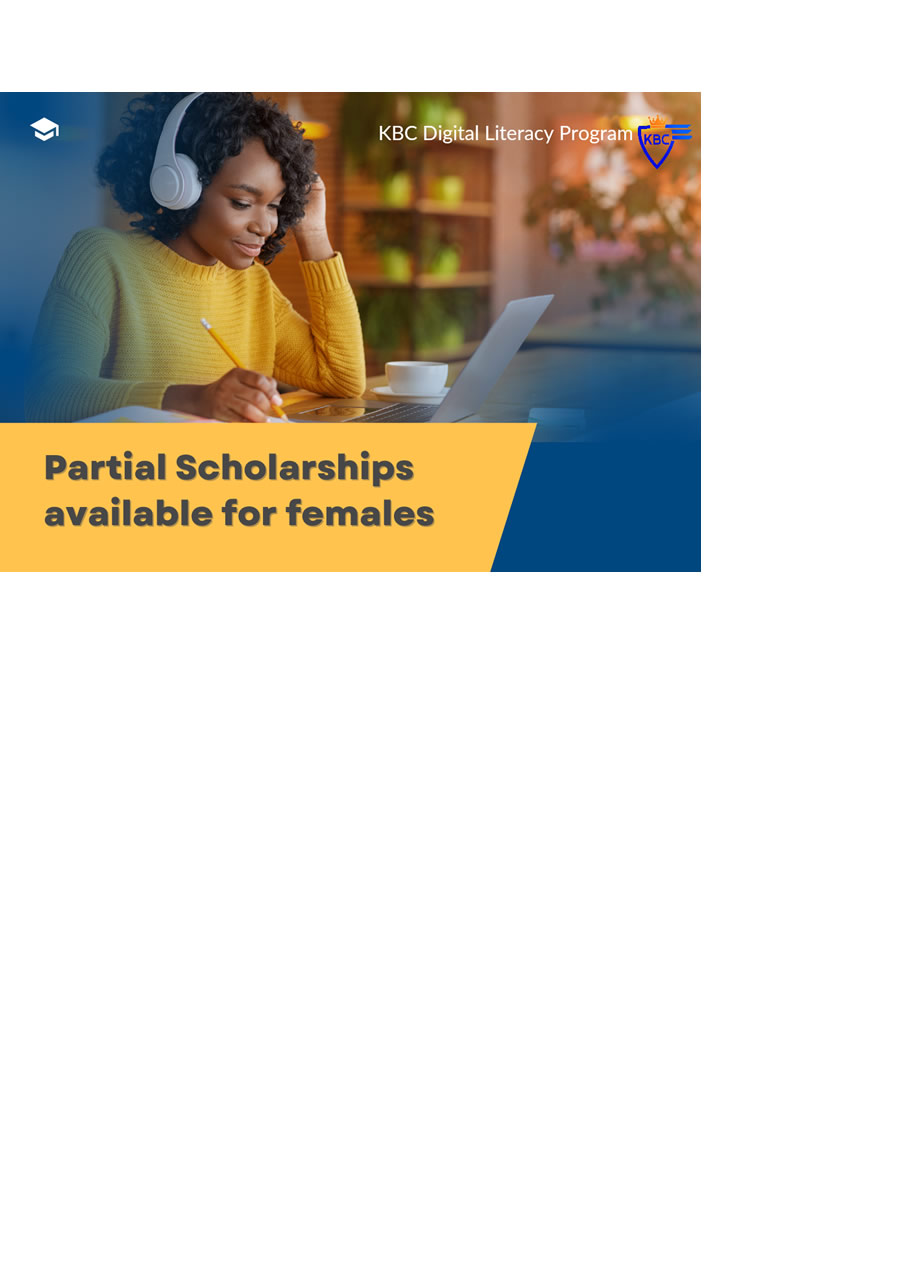 KBC Digital Literacy Program
KBC
Partial Scholarships
available for females